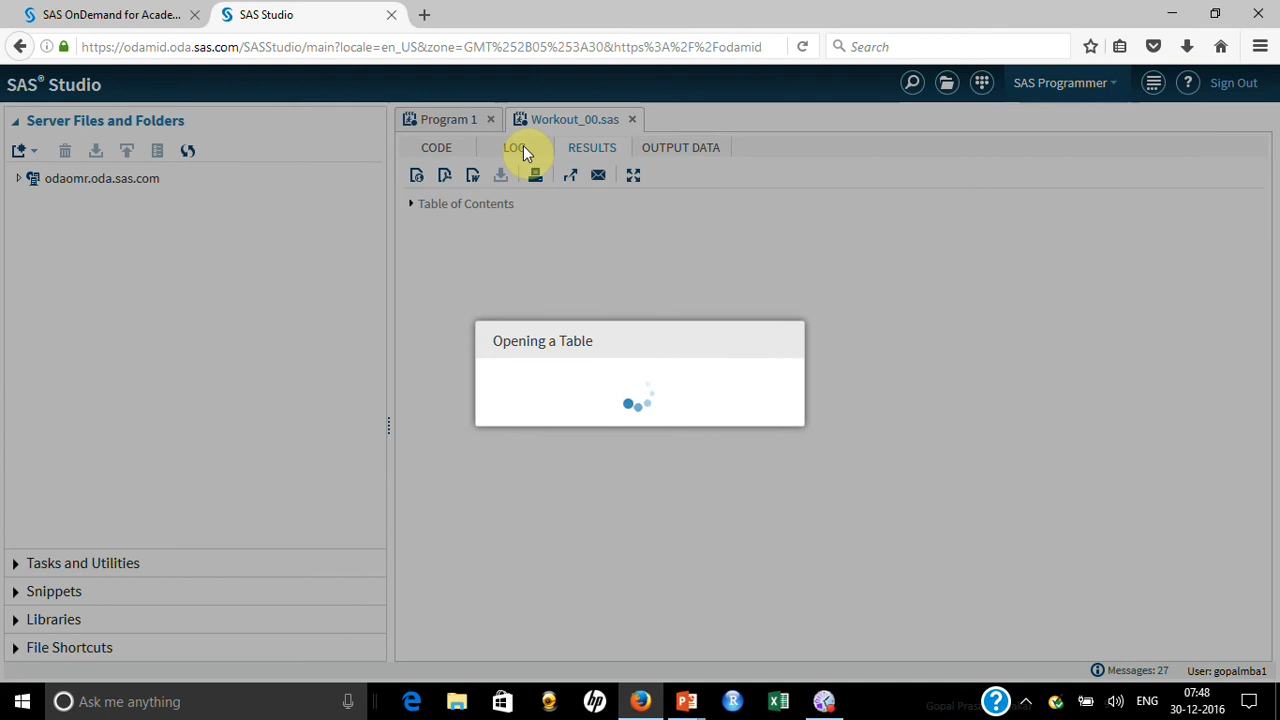 SAS OnDemand for Acade...
SAS Studio
https://odamid.oda.sas.com/SASStudio/main?locale=en_US&zone=GMT%252B05%253A30&https%3A%2F%2Fodamid
Search
SAS® Studio
SAS Programmer
Sign Out
Server Files and Folders
Program 1
Workout_00.sas
CODE
LOG
RESULTS
OUTPUT DATA
odaomr.oda.sas.com
Table of Contents
Opening a Table
Tasks and Utilities
Snippets
Libraries
File Shortcuts
Messages: 27
User: gopalmba1
Ask me anything
Gopal
ENG
07:48
30-12-2016